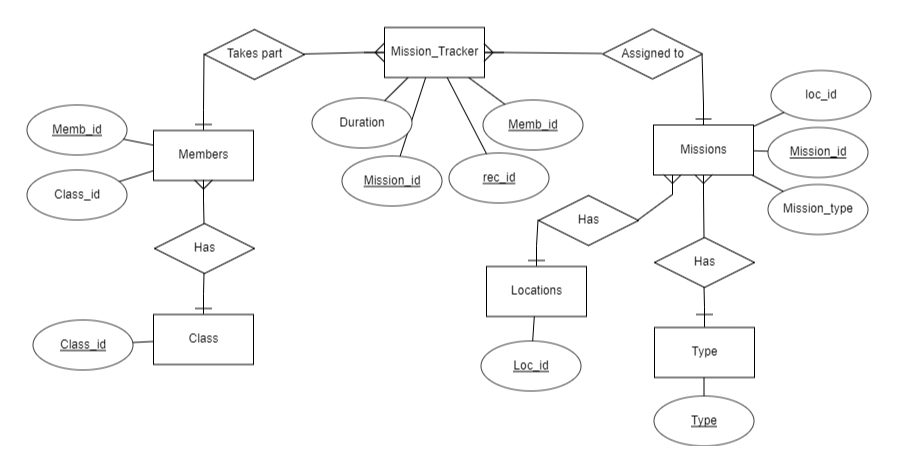 Takes part
Mission_Tracker
Assigned to
Duration
Mission_id
rec_id
Memb_id
Memb_id
Members
Class_id
loc_id
Missions
Mission_id
Mission_type
Has
Has
Has
Locations
Class_id
Class
Type
Loc_id
Type